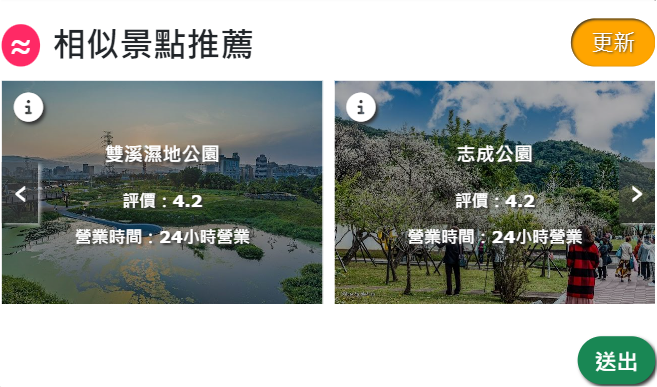 相似景點推薦
更新
雙溪濕地公園
評價：4.2
營業時間：24小時營業
志成公園
評價：4.2
營業時間：24小時營業
送出